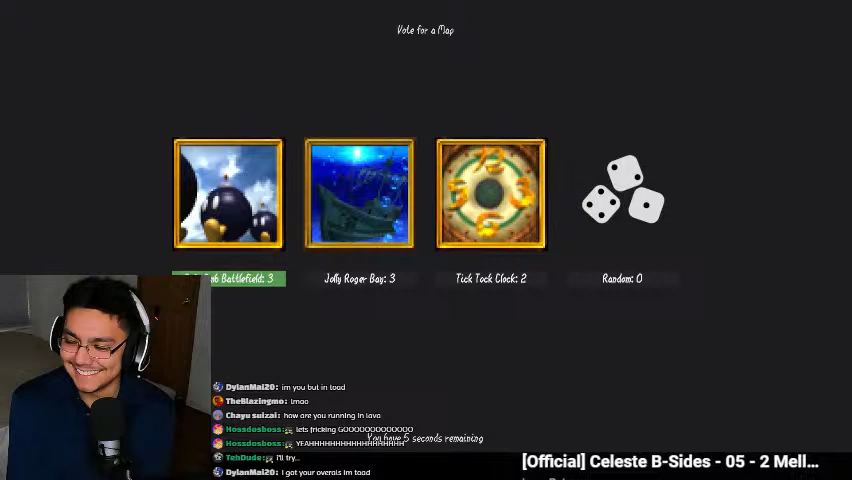 Vote for a Map
Battlefield: 3
Jolly Roger Bay: 3
Tick Tock Clock: 2
Random: 0
DylanMai20: im you but in toad
TheBlazingmo: lmao
Chayu suizai: how are you running in lava
Hossdosboss: lets fricking GOOOOOOOOOOOO
You have 5 seconds remaining
Hossdosboss: YEAHHHHHHHHHHHHHHHHHH
TehDude: I'll try...
DylanMai20: I got your overals im toad
[Official] Celeste B-Sides - 05 - 2 Mell...